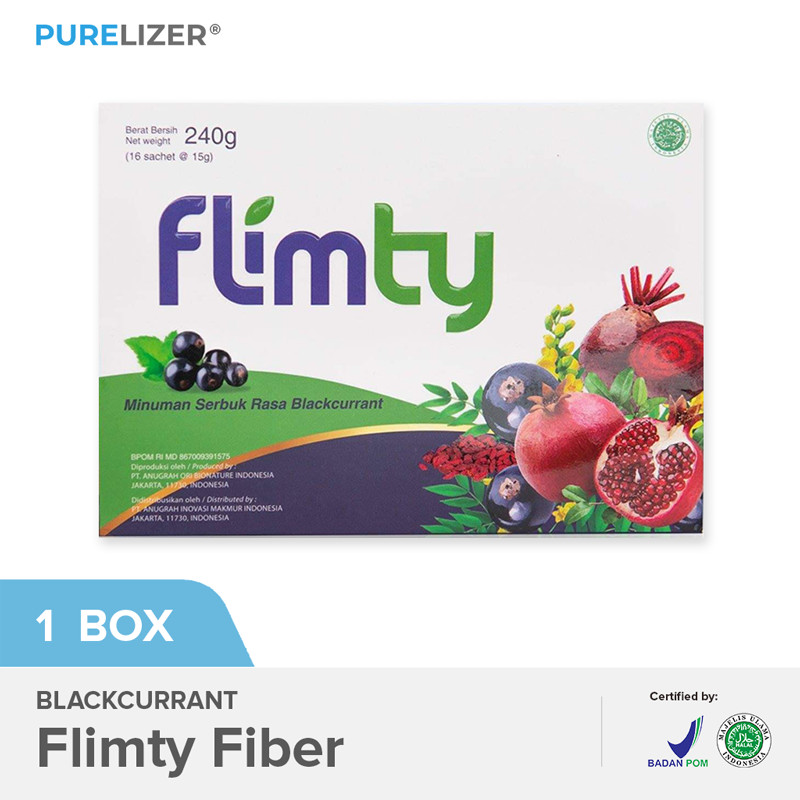 PURELIZER®
Berat Bersih
Net weight 240g
(16 sachet @ 15g)
flimty
Minuman Serbuk Rasa Blackcurrant
BPOM RI MD 867009391575
Diproduksi oleh / Produced by :
PT. ANUGRAH ORI BIONATURE INDONESIA
JAKARTA, 11730, INDONESIA
Didistribusikan oleh / Distributed by :
PT. ANUGRAH INOVASI MAKMUR INDONESIA
JAKARTA, 11730, INDONESIA
1 BOX
BLACKCURRANT
Flimty Fiber
Certified by:
BADAN POM
MAJELIS ULAMA
INDONESIA
حلال
HALAL